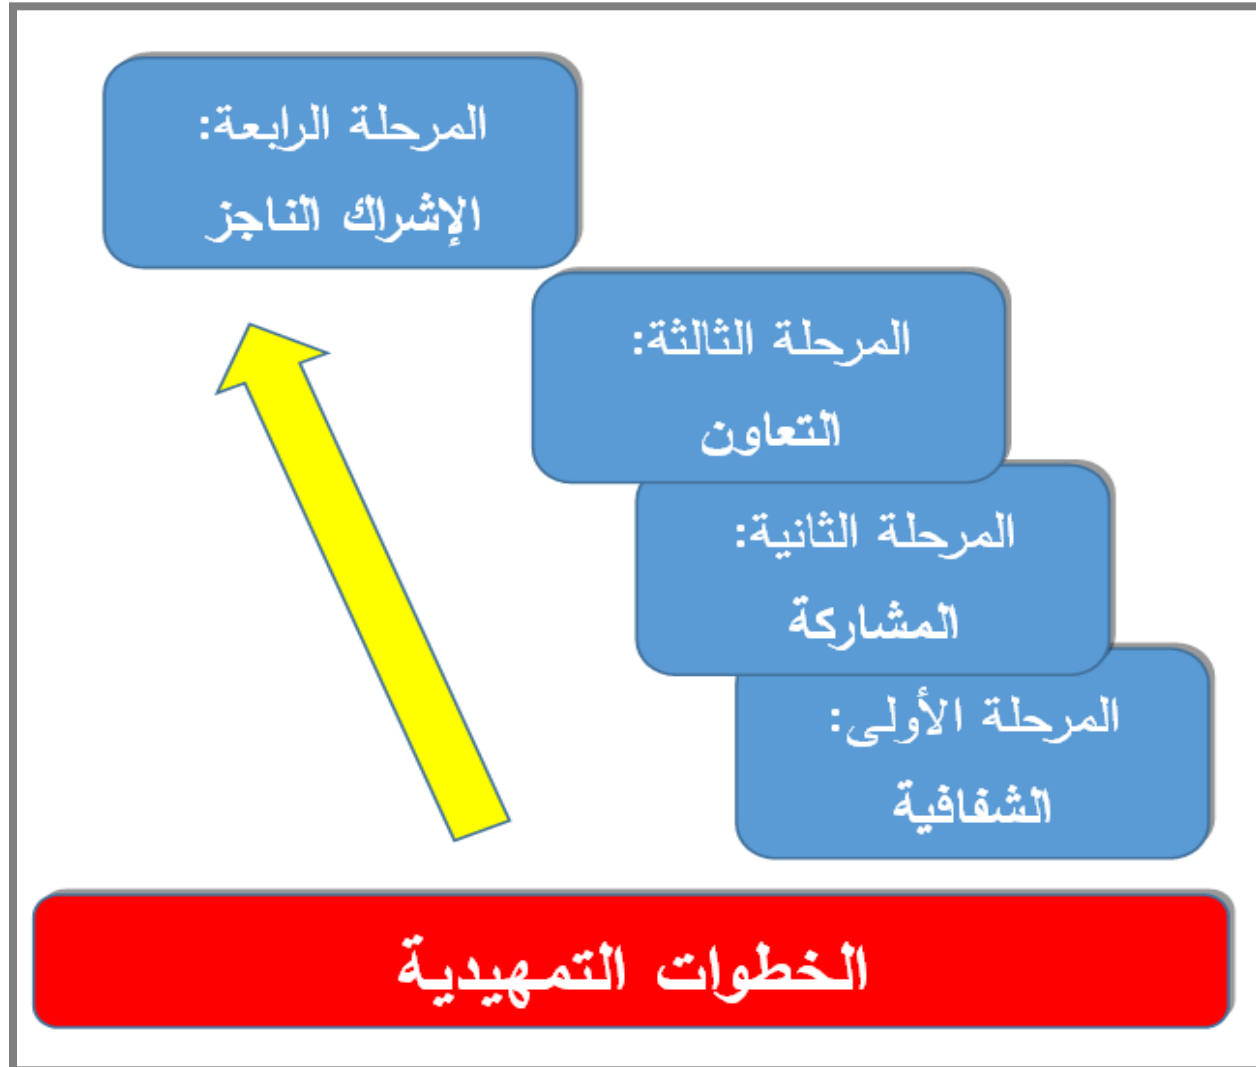 المرحلة الرابعة:
الإشراك الناجز
المرحلة الثالثة:
التعاون
المرحلة الثانية:
المشاركة
المرحلة الأولى:
الشفافية
الخطوات التمهيدية